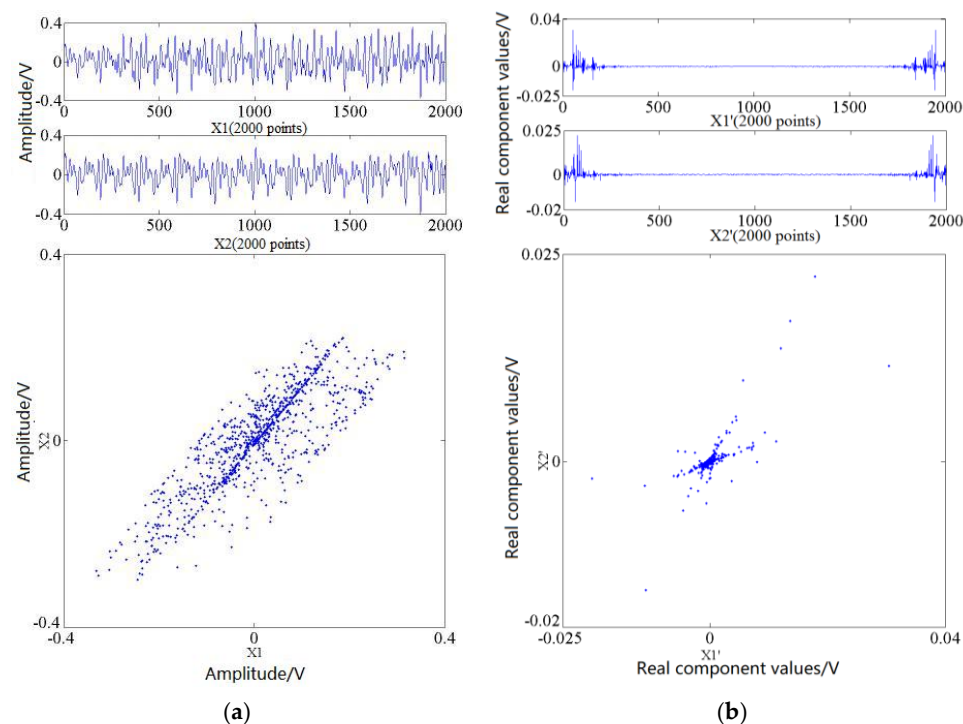 Amplitude/V
0.4
0
-0.4
0 500 1000 1500 2000
X1(2000 points)
0.4
0
-0.4
0 500 1000 1500 2000
X2(2000 points)
0.4
Amplitude/V
X2
0
-0.4
-0.4 0 0.4
X1
Amplitude/V
(a)
Real component values/V
0.04
0
-0.025
0 500 1000 1500 2000
X1'(2000 points)
0.025
0
-0.02
0 500 1000 1500 2000
X2'(2000 points)
0.025
Real component values/V
X2'
0
-0.02
-0.025 0 0.04
X1'
Real component values/V
(b)